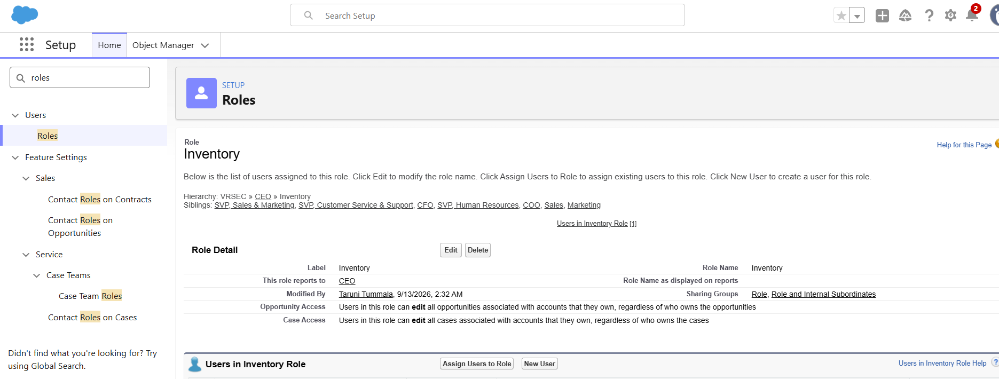 Search Setup
2
Setup
Home
Object Manager
roles
Users
Roles
Feature Settings
Sales
Contact Roles on Contracts
Contact Roles on
Opportunities
Service
Case Teams
Case Team Roles
Contact Roles on Cases
Didn't find what you're looking for? Try
using Global Search.
SETUP
Roles
Role
Inventory
Help for this Page
Below is the list of users assigned to this role. Click Edit to modify the role name. Click Assign Users to Role to assign existing users to this role. Click New User to create a user for this role.
Hierarchy: VRSEC » CEO » Inventory
Siblings: SVP, Sales & Marketing, SVP, Customer Service & Support, CFO, SVP, Human Resources, COO, Sales, Marketing
Users in Inventory Role [1]
Role Detail Edit Delete
Label Inventory Role Name Inventory
This role reports to CEO Role Name as displayed on reports
Modified By Taruni Tummala, 9/13/2026, 2:32 AM Sharing Groups Role, Role and Internal Subordinates
Opportunity Access Users in this role can edit all opportunities associated with accounts that they own, regardless of who owns the opportunities
Case Access Users in this role can edit all cases associated with accounts that they own, regardless of who owns the cases
Users in Inventory Role Assign Users to Role New User Users in Inventory Role Help ?